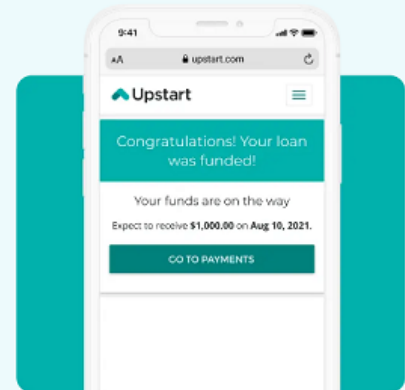 9:41
AA upstart.com
Upstart
Congratulations! Your loan
was funded!
Your funds are on the way
Expect to receive $1,000.00 on Aug 10, 2021.
GO TO PAYMENTS